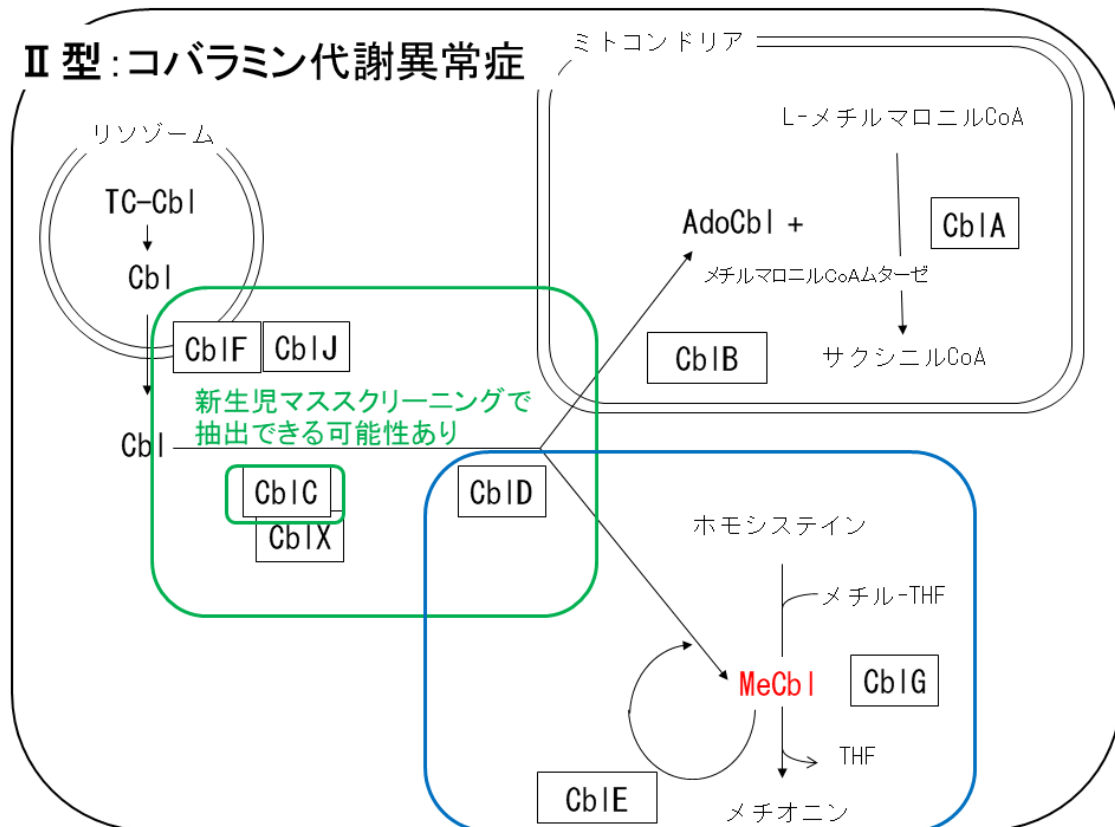 Ⅱ型:コバラミン代謝異常症
ミトコンドリア
リソゾーム
L-メチルマロニルCoA
TC-Cbl
Cbl
AdoCbl +
CblA
メチルマロニルCoAムターゼ
CblF
CblJ
CblB
サクシニルCoA
新生児マススクリーニングで
抽出できる可能性あり
Cbl
CblC
CblD
CblX
ホモシステイン
メチル-THF
MeCbl
CblG
THF
CblE
メチオニン